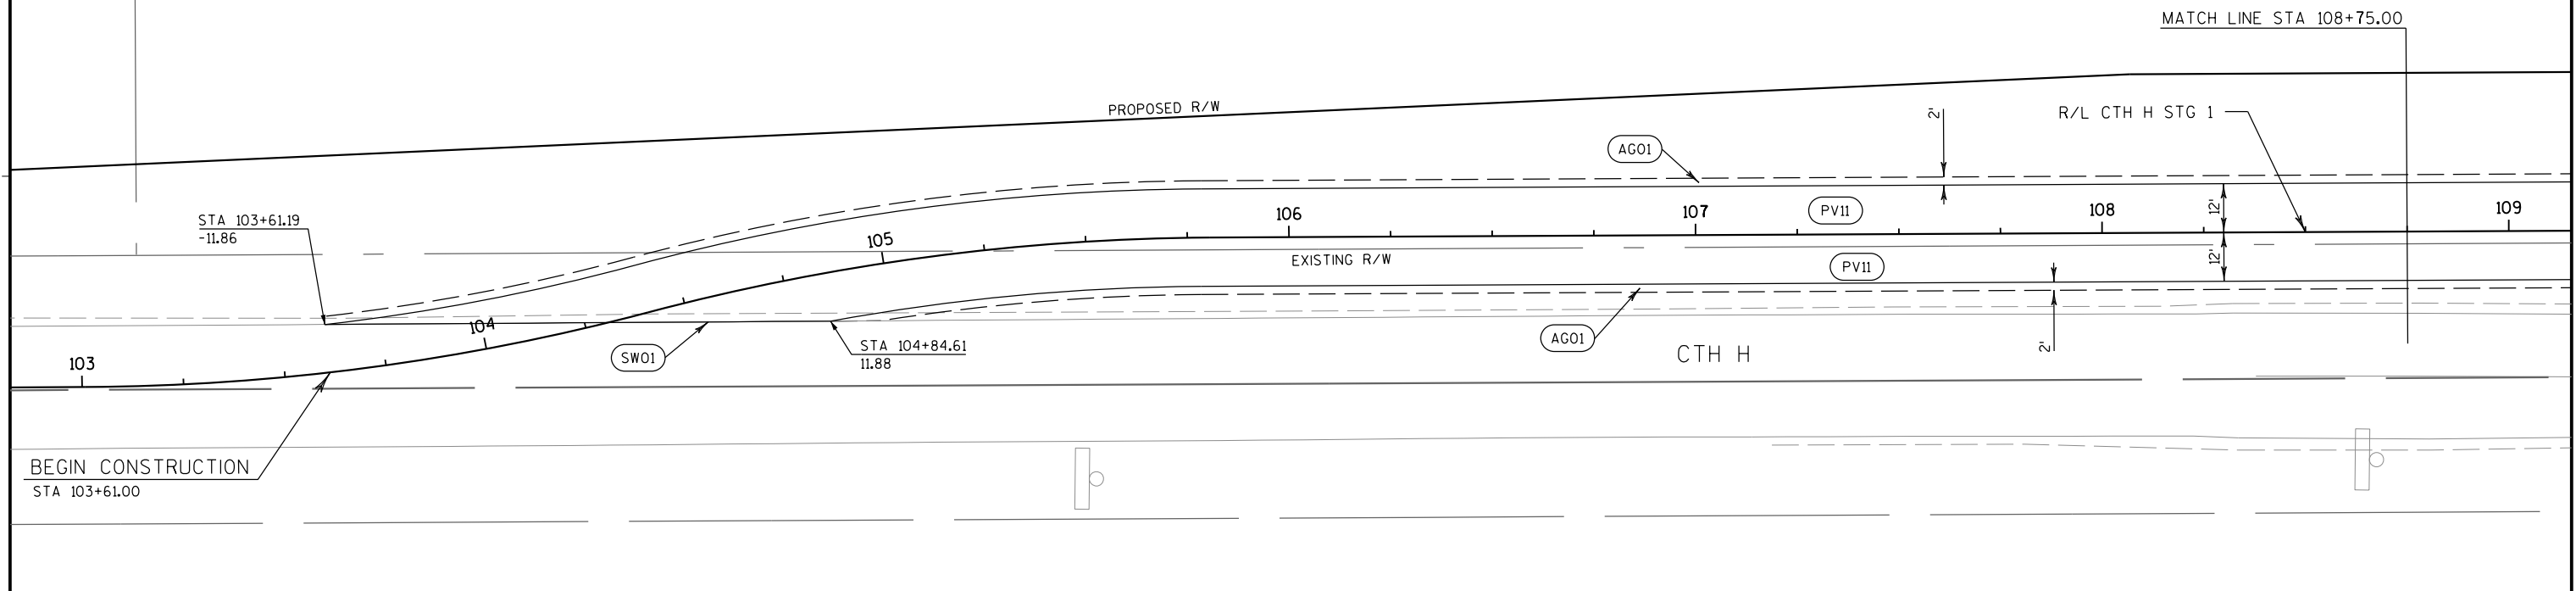 MATCH LINE STA 108+75.00
PROPOSED R/W
2'
R/L CTH H STG 1
AG01
STA 103+61.19
-11.86
106
107
PV11
108
12'
109
105
EXISTING R/W
PV11
12'
104
AG01
STA 104+84.61
11.88
SW01
CTH H
2'
103
BEGIN CONSTRUCTION
STA 103+61.00